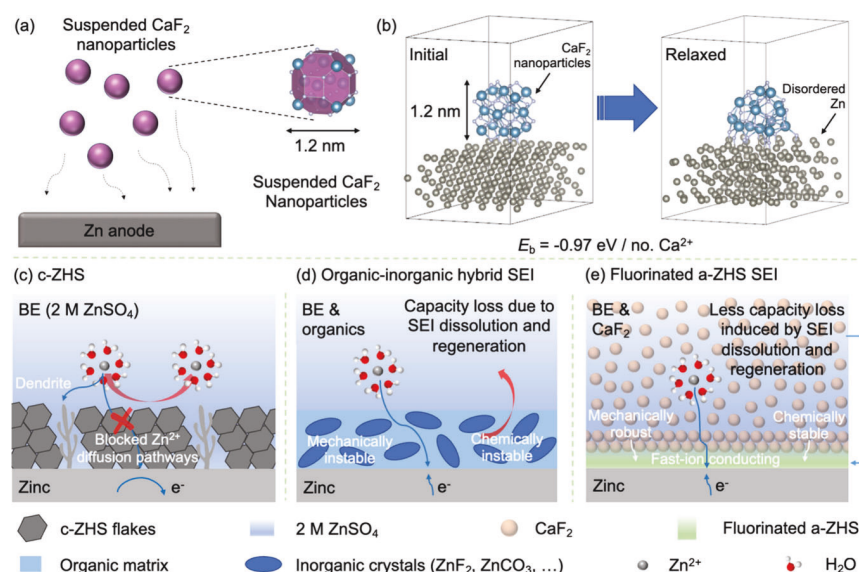 (a)
Suspended CaF₂
nanoparticles
1.2 nm
Suspended CaF₂
Nanoparticles
Zn anode
(b)
Initial
CaF₂
nanoparticles
1.2 nm
Relaxed
Disordered
Zn
E_b = -0.97 eV / no. Ca²⁺
(c) c-ZHS
BE (2 M ZnSO₄)
Dendrite
Blocked Zn²⁺
diffusion pathways
Zinc
e⁻
(d) Organic-inorganic hybrid SEI
BE &
organics
Capacity loss due to
SEI dissolution and
regeneration
Mechanically
instable
Chemically
instable
Zinc
e⁻
(e) Fluorinated a-ZHS SEI
BE &
CaF₂
Less capacity loss
induced by SEI
dissolution and
regeneration
Mechanically
robust
Chemically
stable
Fast-ion conducting
Zinc
e⁻
c-ZHS flakes
2 M ZnSO₄
CaF₂
Fluorinated a-ZHS
Organic matrix
Inorganic crystals (ZnF₂, ZnCO₃, …)
Zn²⁺
H₂O